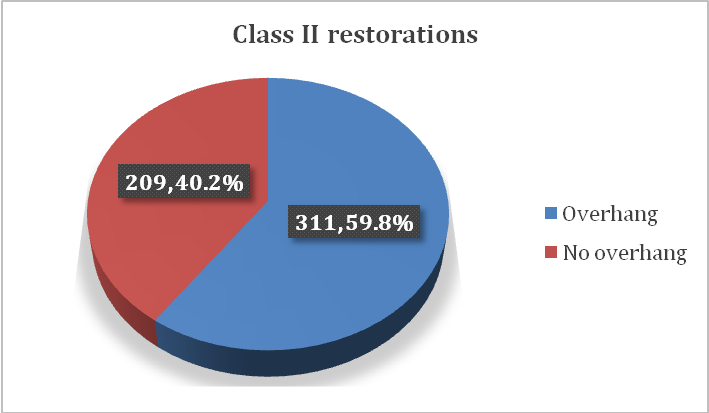 Class II restorations
209,40.2%
311,59.8%
Overhang
No overhang